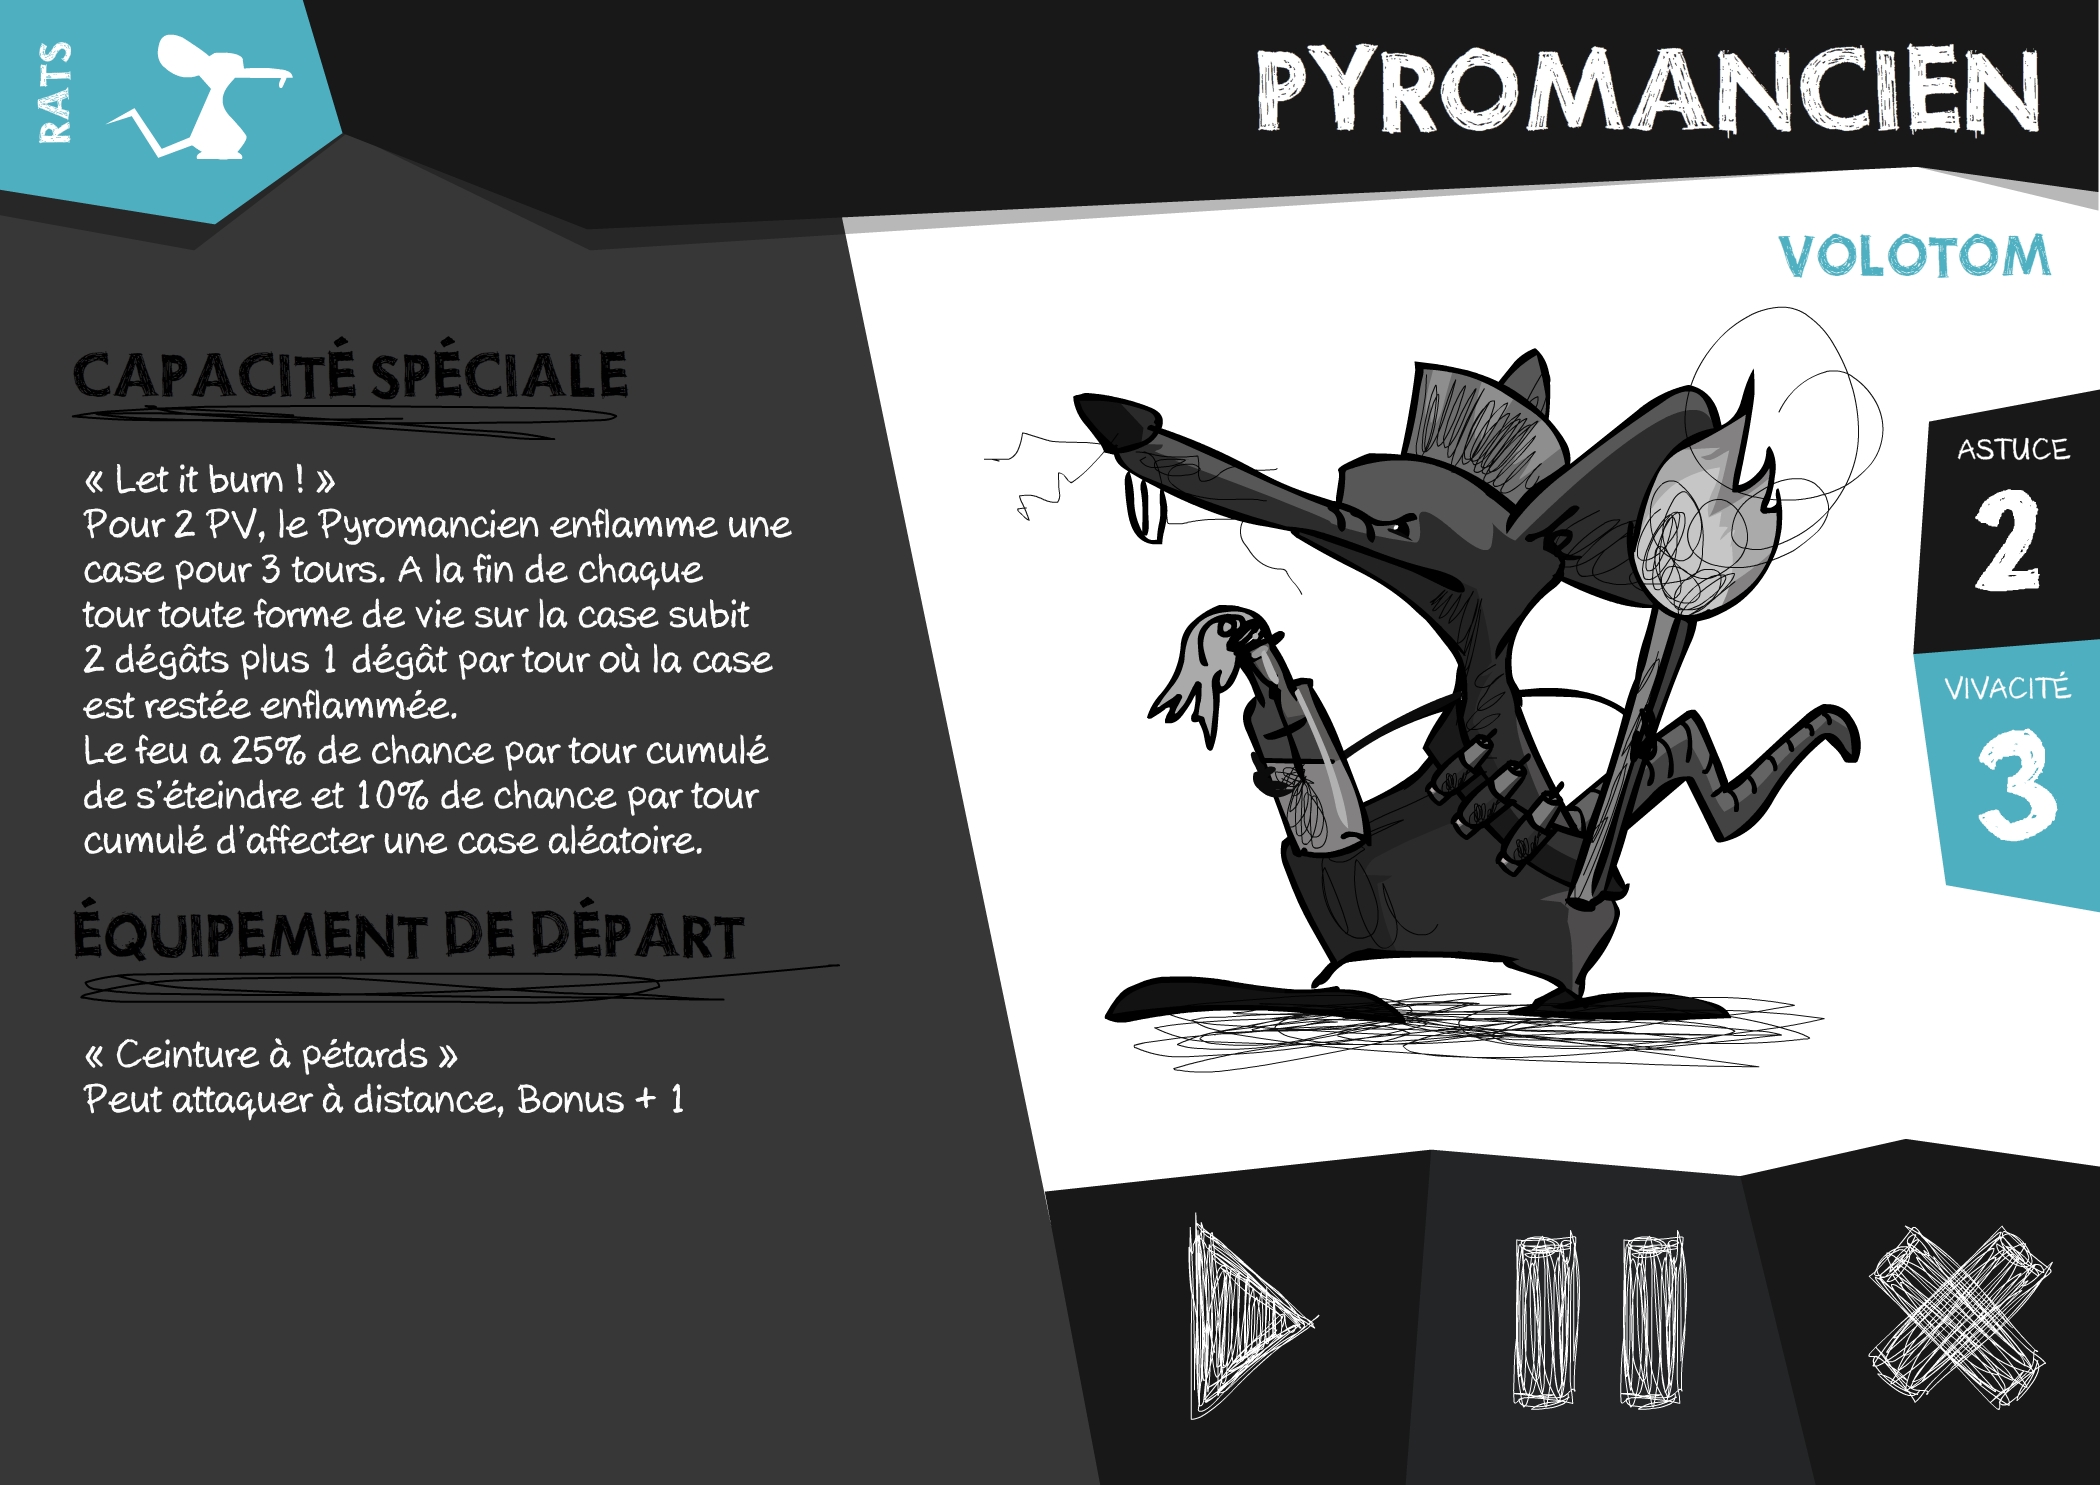 RATS
PYROMANCIEN
VOLOTOM
CAPACITÉ SPÉCIALE
« Let it burn ! »
Pour 2 PV, le Pyromancien enflamme une
case pour 3 tours. A la fin de chaque
tour toute forme de vie sur la case subit
2 dégâts plus 1 dégât par tour où la case
est restée enflammée.
Le feu a 25% de chance par tour cumulé
de s'éteindre et 10% de chance par tour
cumulé d'affecter une case aléatoire.
ÉQUIPEMENT DE DÉPART
« Ceinture à pétards »
Peut attaquer à distance, Bonus + 1
ASTUCE
2
VIVACITÉ
3